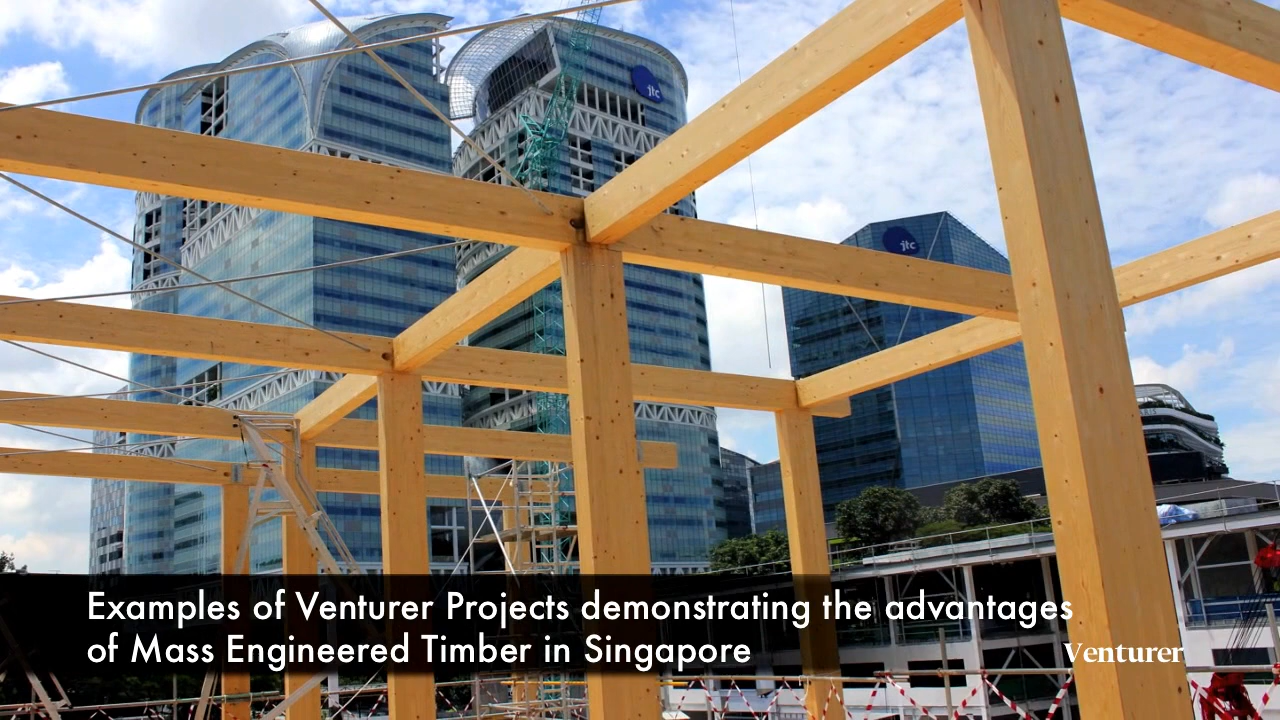 jtc
jtc
Examples of Venturer Projects demonstrating the advantages
of Mass Engineered Timber in Singapore
Venturer